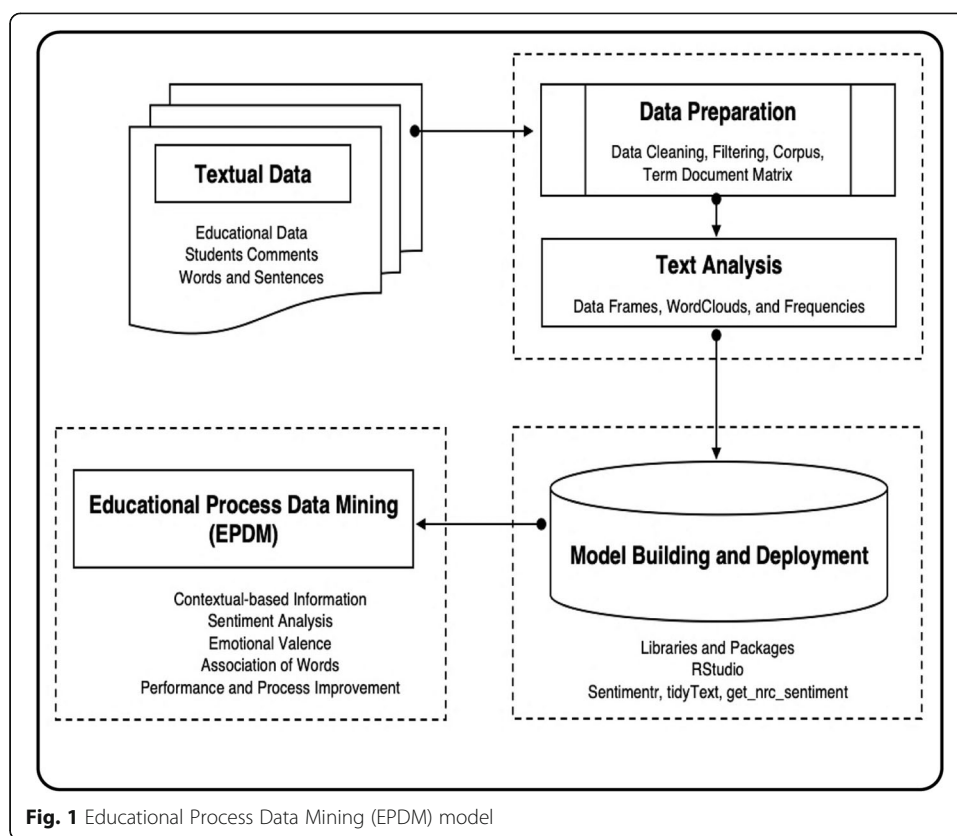 Textual Data
Educational Data
Students Comments
Words and Sentences
Data Preparation
Data Cleaning, Filtering, Corpus,
Term Document Matrix
Text Analysis
Data Frames, WordClouds, and Frequencies
Model Building and Deployment
Libraries and Packages
RStudio
Sentimentr, tidyText, get_nrc_sentiment
Educational Process Data Mining
(EPDM)
Contextual-based Information
Sentiment Analysis
Emotional Valence
Association of Words
Performance and Process Improvement
Fig. 1 Educational Process Data Mining (EPDM) model